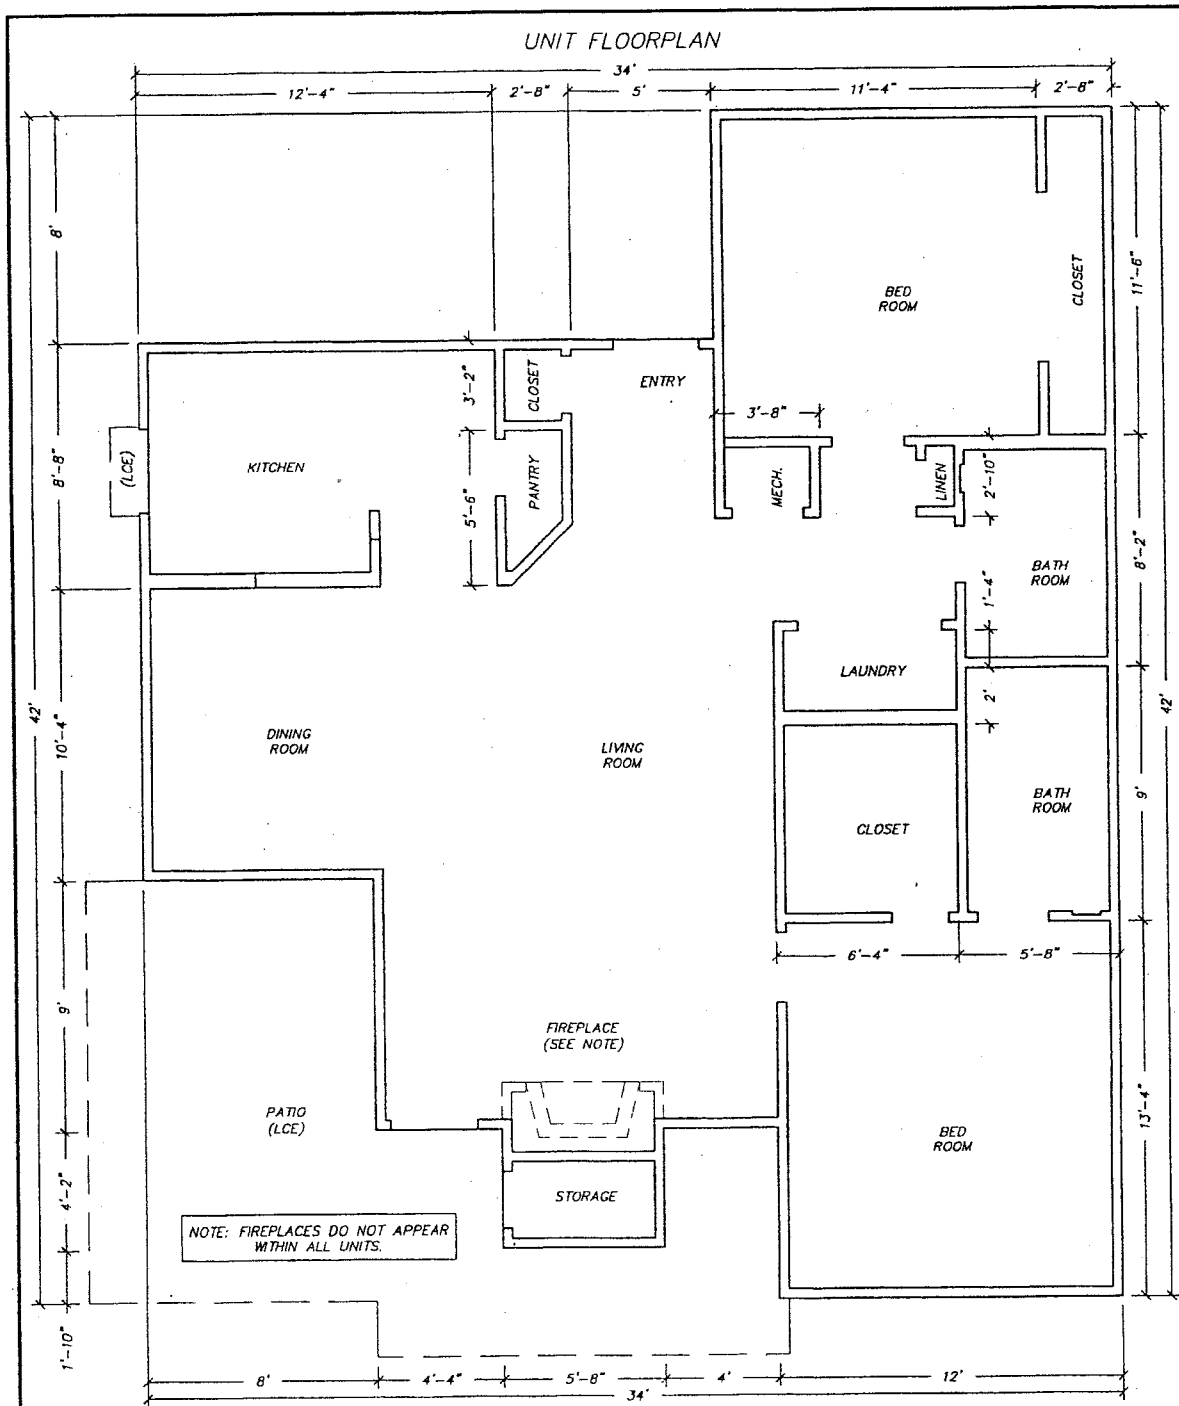 UNIT FLOORPLAN
34'
12'-4" 2'-8" 5' 11'-4" 2'-8"
8'
11'-6"
BED
ROOM
CLOSET
3'-2"
CLOSET
ENTRY
3'-8"
8'-8"
(LCE)
KITCHEN
5'-6"
PANTRY
MECH.
LINEN
2'-10"
8'-2"
BATH
ROOM
1'-4"
LAUNDRY
2'
42'
42'
10'-4"
DINING
ROOM
LIVING
ROOM
BATH
ROOM
9'
CLOSET
6'-4" 5'-8"
9'
FIREPLACE
(SEE NOTE)
PATIO
(LCE)
13'-4"
BED
ROOM
4'-2"
STORAGE
NOTE: FIREPLACES DO NOT APPEAR
WITHIN ALL UNITS.
1'-10"
8' 4'-4" 5'-8" 4' 12'
34'